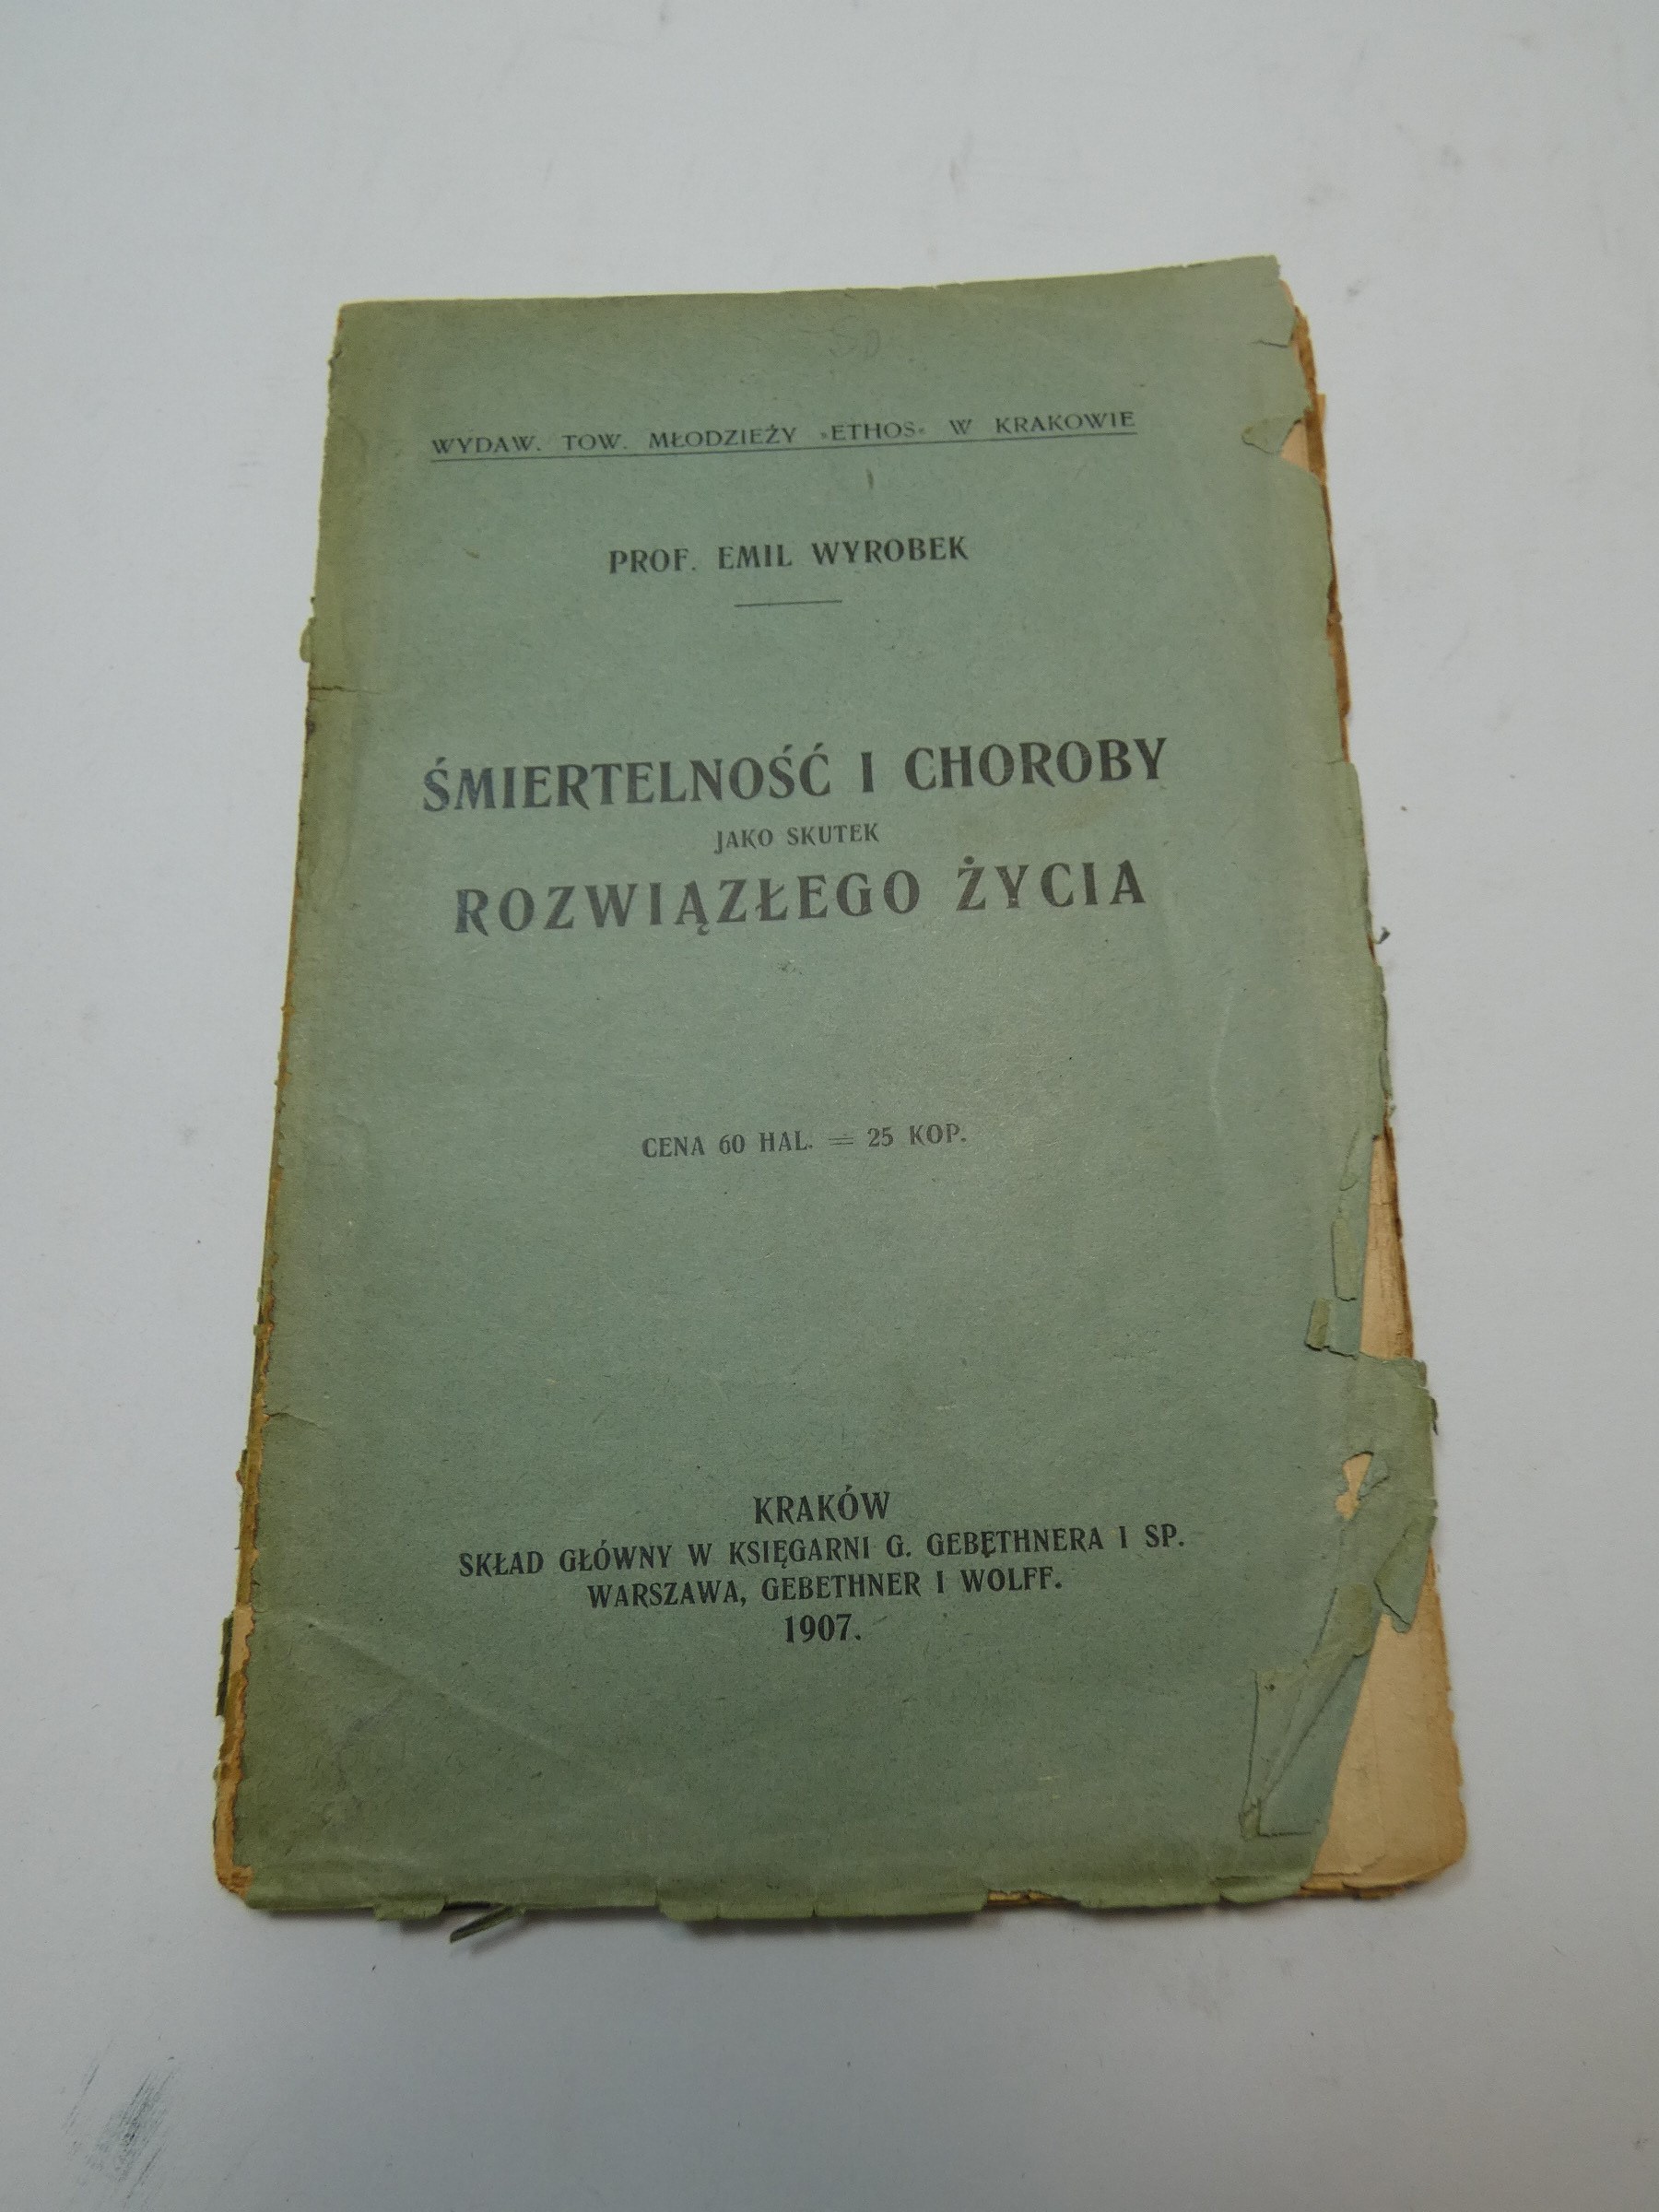 WYDAW. TOW. MŁODZIEŻY »ETHOS« W KRAKOWIE
PROF. EMIL WYROBEK
ŚMIERTELNOŚĆ I CHOROBY
JAKO SKUTEK
ROZWIĄZŁEGO ŻYCIA
CENA 60 HAL. = 25 KOP.
KRAKÓW
SKŁAD GŁÓWNY W KSIĘGARNI G. GEBETHNERA I SP.
WARSZAWA, GEBETHNER I WOLFF.
1907.